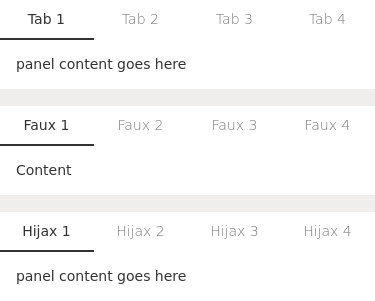 Tab 1 Tab 2 Tab 3 Tab 4
panel content goes here
Faux 1 Faux 2 Faux 3 Faux 4
Content
Hijax 1 Hijax 2 Hijax 3 Hijax 4
panel content goes here